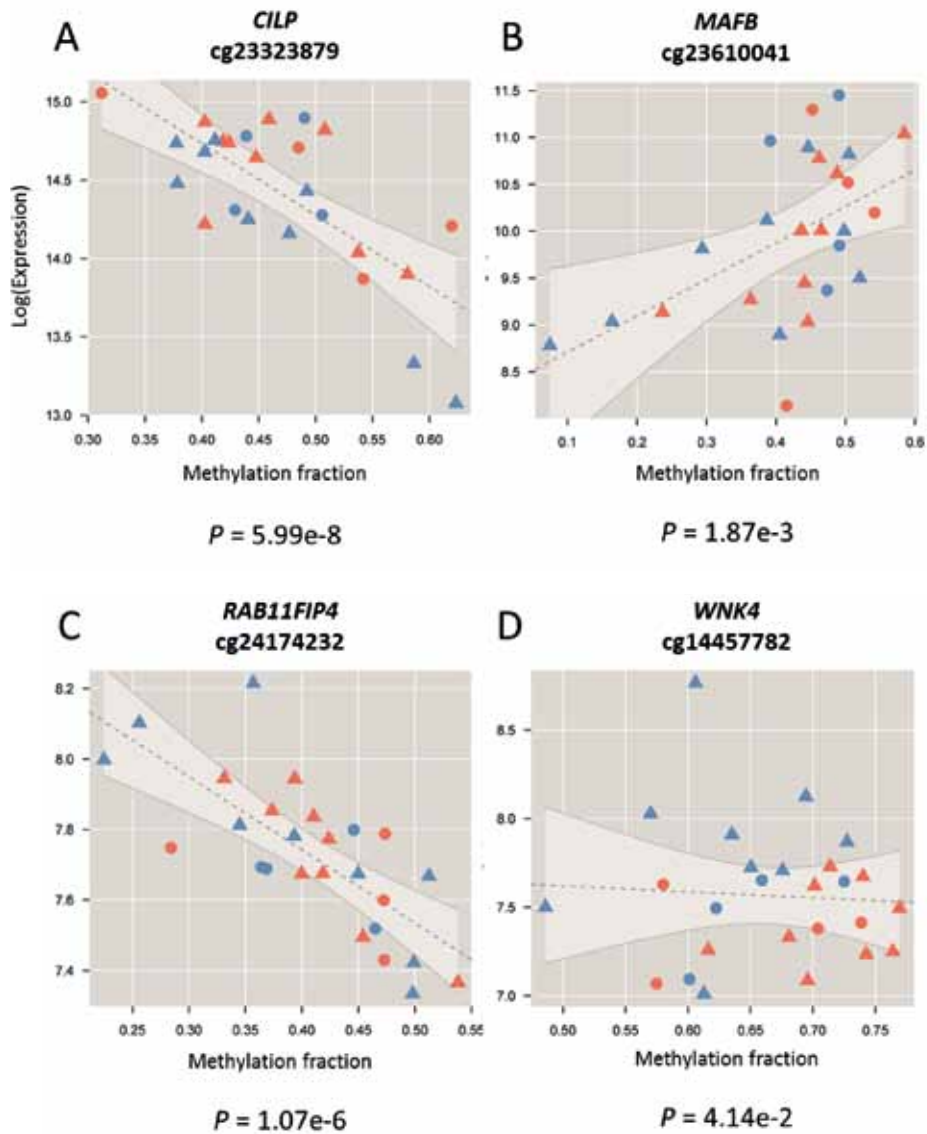 A
CILP
cg23323879
Log(Expression)
15.0
14.5
14.0
13.5
13.0
0.30
0.35
0.40
0.45
0.50
0.55
0.60
Methylation fraction
P = 5.99e-8
B
MAFB
cg23610041
11.5
11.0
10.5
10.0
9.5
9.0
8.5
0.1
0.2
0.3
0.4
0.5
0.6
Methylation fraction
P = 1.87e-3
C
RAB11FIP4
cg24174232
8.2
8.0
7.8
7.6
7.4
0.25
0.30
0.35
0.40
0.45
0.50
0.55
Methylation fraction
P = 1.07e-6
D
WNK4
cg14457782
8.5
8.0
7.5
7.0
0.50
0.55
0.60
0.65
0.70
0.75
Methylation fraction
P = 4.14e-2